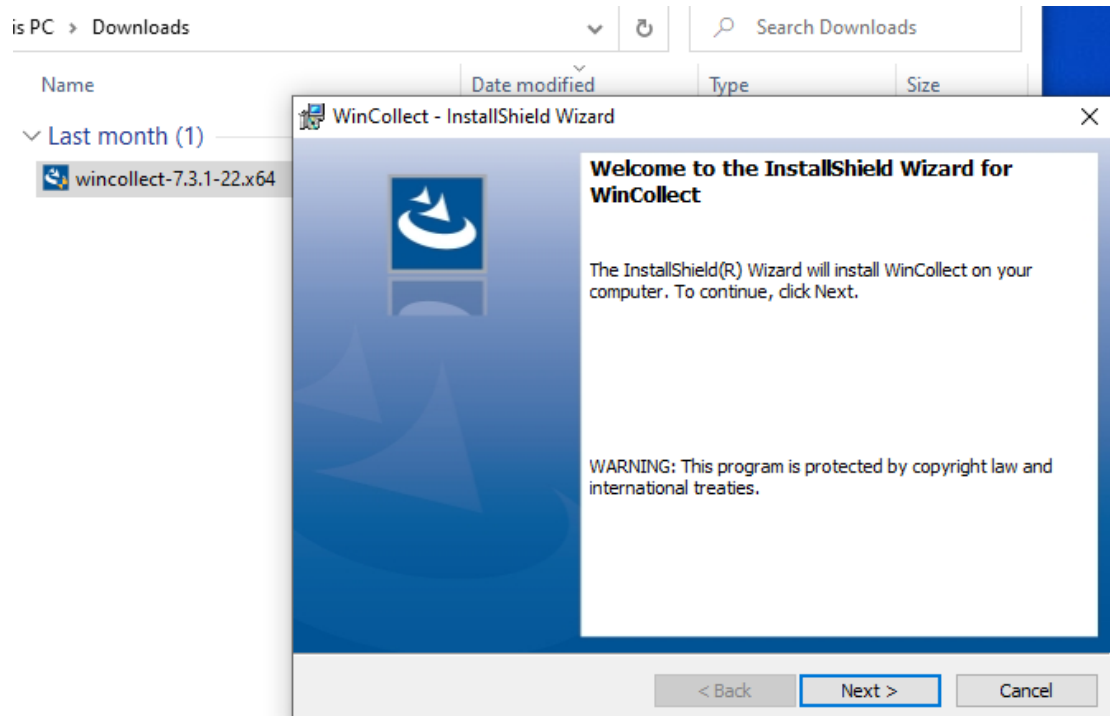 is PC > Downloads
Search Downloads
Name Date modified Type Size
Last month (1)
wincollect-7.3.1-22.x64
WinCollect - InstallShield Wizard
Welcome to the InstallShield Wizard for
WinCollect
The InstallShield(R) Wizard will install WinCollect on your
computer. To continue, click Next.
WARNING: This program is protected by copyright law and
international treaties.
< Back Next > Cancel